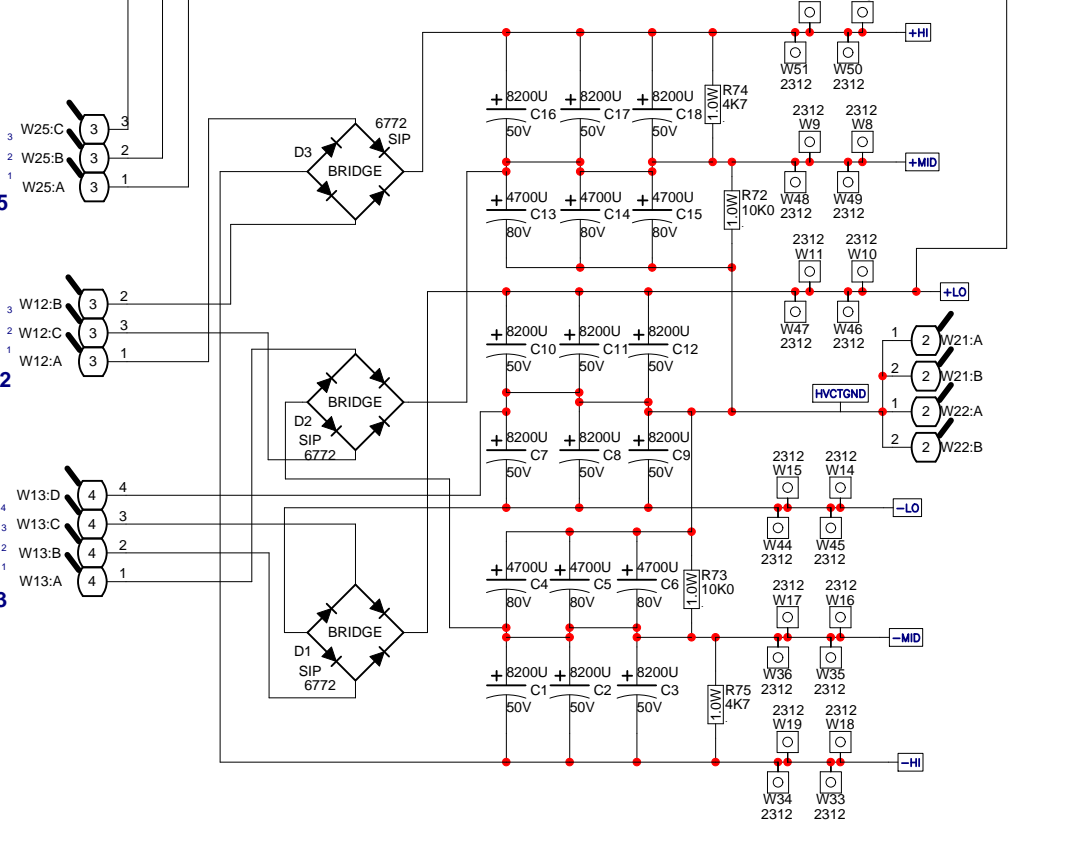 +HI
W51
2312
W50
2312
8200U
C16
50V
8200U
C17
50V
8200U
C18
50V
R74
4K7
1.0W
3
W25:C
3
3
2
W25:B
3
2
1
W25:A
3
1
5
D3
6772
SIP
BRIDGE
2312
W9
2312
W8
+MID
W48
2312
W49
2312
4700U
C13
80V
4700U
C14
80V
4700U
C15
80V
R72
10K0
1.0W
2312
W11
2312
W10
+LO
W47
2312
W46
2312
3
W12:B
3
2
2
W12:C
3
3
1
W12:A
3
1
2
8200U
C10
50V
8200U
C11
50V
8200U
C12
50V
1
2
W21:A
2
2
W21:B
1
2
W22:A
2
2
W22:B
HVCTGND
BRIDGE
D2
SIP
6772
8200U
C7
50V
8200U
C8
50V
8200U
C9
50V
2312
W15
2312
W14
-LO
W44
2312
W45
2312
W13:D
4
4
4
W13:C
4
3
3
W13:B
4
2
2
W13:A
4
1
1
3
4700U
C4
80V
4700U
C5
80V
4700U
C6
80V
R73
10K0
1.0W
2312
W17
2312
W16
-MID
W36
2312
W35
2312
BRIDGE
D1
SIP
6772
8200U
C1
50V
8200U
C2
50V
8200U
C3
50V
R75
4K7
1.0W
2312
W19
2312
W18
-HI
W34
2312
W33
2312